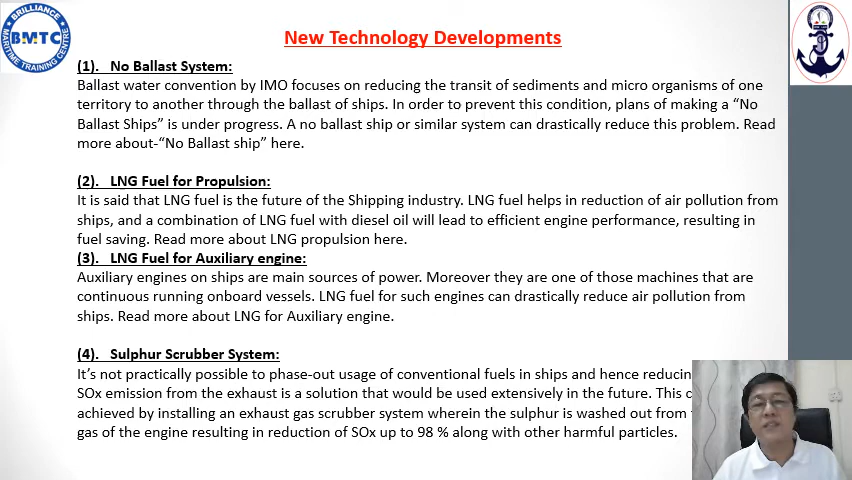 BRILLIANCE
BMTC
MARITIME TRAINING CENTRE
New Technology Developments
(1). No Ballast System:
Ballast water convention by IMO focuses on reducing the transit of sediments and micro organisms of one
territory to another through the ballast of ships. In order to prevent this condition, plans of making a “No
Ballast Ships” is under progress. A no ballast ship or similar system can drastically reduce this problem. Read
more about-“No Ballast ship” here.
(2). LNG Fuel for Propulsion:
It is said that LNG fuel is the future of the Shipping industry. LNG fuel helps in reduction of air pollution from
ships, and a combination of LNG fuel with diesel oil will lead to efficient engine performance, resulting in
fuel saving. Read more about LNG propulsion here.
(3). LNG Fuel for Auxiliary engine:
Auxiliary engines on ships are main sources of power. Moreover they are one of those machines that are
continuous running onboard vessels. LNG fuel for such engines can drastically reduce air pollution from
ships. Read more about LNG for Auxiliary engine.
(4). Sulphur Scrubber System:
It’s not practically possible to phase-out usage of conventional fuels in ships and hence reducin
SOx emission from the exhaust is a solution that would be used extensively in the future. This c
achieved by installing an exhaust gas scrubber system wherein the sulphur is washed out from
gas of the engine resulting in reduction of SOx up to 98 % along with other harmful particles.